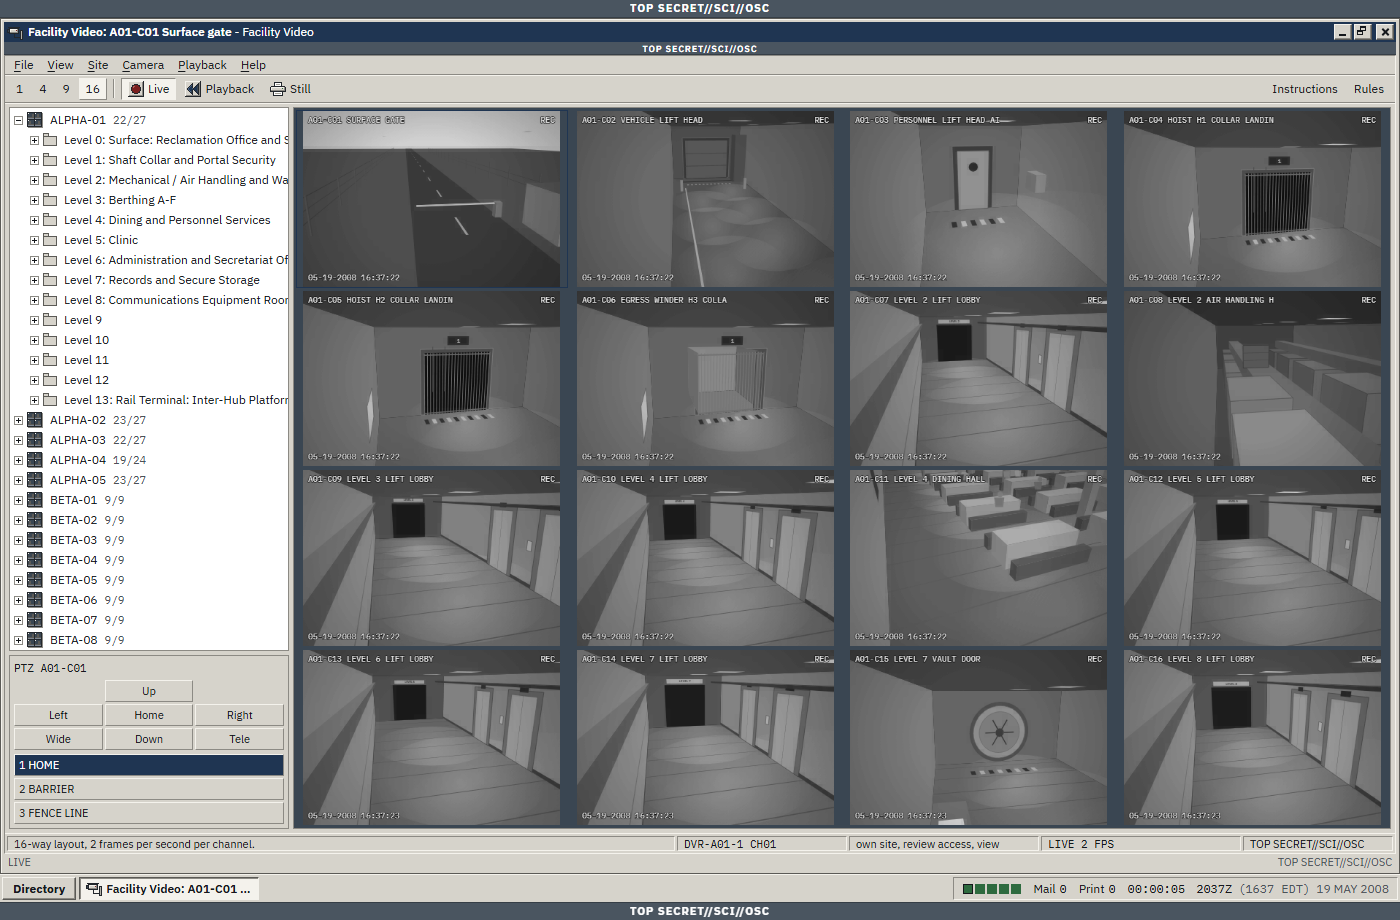 TOP SECRET//SCI//OSC
Facility Video: A01-C01 Surface gate - Facility Video
TOP SECRET//SCI//OSC
File View Site Camera Playback Help
1 4 9 16 Live Playback Still Instructions Rules
ALPHA-01 22/27
Level 0: Surface: Reclamation Office and S
Level 1: Shaft Collar and Portal Security
Level 2: Mechanical / Air Handling and Wa
Level 3: Berthing A-F
Level 4: Dining and Personnel Services
Level 5: Clinic
Level 6: Administration and Secretariat Of
Level 7: Records and Secure Storage
Level 8: Communications Equipment Roor
Level 9
Level 10
Level 11
Level 12
Level 13: Rail Terminal: Inter-Hub Platforr
ALPHA-02 23/27
ALPHA-03 22/27
ALPHA-04 19/24
ALPHA-05 23/27
BETA-01 9/9
BETA-02 9/9
BETA-03 9/9
BETA-04 9/9
BETA-05 9/9
BETA-06 9/9
BETA-07 9/9
BETA-08 9/9
PTZ A01-C01
Up
Left Home Right
Wide Down Tele
1 HOME
2 BARRIER
3 FENCE LINE
A01-C01 SURFACE GATE REC
05-19-2008 16:37:22
A01-C02 VEHICLE LIFT HEAD REC
05-19-2008 16:37:22
A01-C03 PERSONNEL LIFT HEAD AI REC
05-19-2008 16:37:22
A01-C04 HOIST H1 COLLAR LANDIN REC
1
05-19-2008 16:37:22
A01-C05 HOIST H2 COLLAR LANDIN REC
1
05-19-2008 16:37:22
A01-C06 EGRESS WINDER H3 COLLA REC
1
05-19-2008 16:37:22
A01-C07 LEVEL 2 LIFT LOBBY REC
05-19-2008 16:37:22
A01-C08 LEVEL 2 AIR HANDLING H REC
05-19-2008 16:37:22
A01-C09 LEVEL 3 LIFT LOBBY REC
05-19-2008 16:37:22
A01-C10 LEVEL 4 LIFT LOBBY REC
05-19-2008 16:37:22
A01-C11 LEVEL 4 DINING HALL REC
05-19-2008 16:37:22
A01-C12 LEVEL 5 LIFT LOBBY REC
05-19-2008 16:37:22
A01-C13 LEVEL 6 LIFT LOBBY REC
05-19-2008 16:37:23
A01-C14 LEVEL 7 LIFT LOBBY REC
05-19-2008 16:37:23
A01-C15 LEVEL 7 VAULT DOOR REC
05-19-2008 16:37:23
A01-C16 LEVEL 8 LIFT LOBBY REC
05-19-2008 16:37:23
16-way layout, 2 frames per second per channel. DVR-A01-1 CH01 own site, review access, view LIVE 2 FPS TOP SECRET//SCI//OSC
LIVE TOP SECRET//SCI//OSC
Directory Facility Video: A01-C01 ... Mail 0 Print 0 00:00:05 2037Z (1637 EDT) 19 MAY 2008
TOP SECRET//SCI//OSC